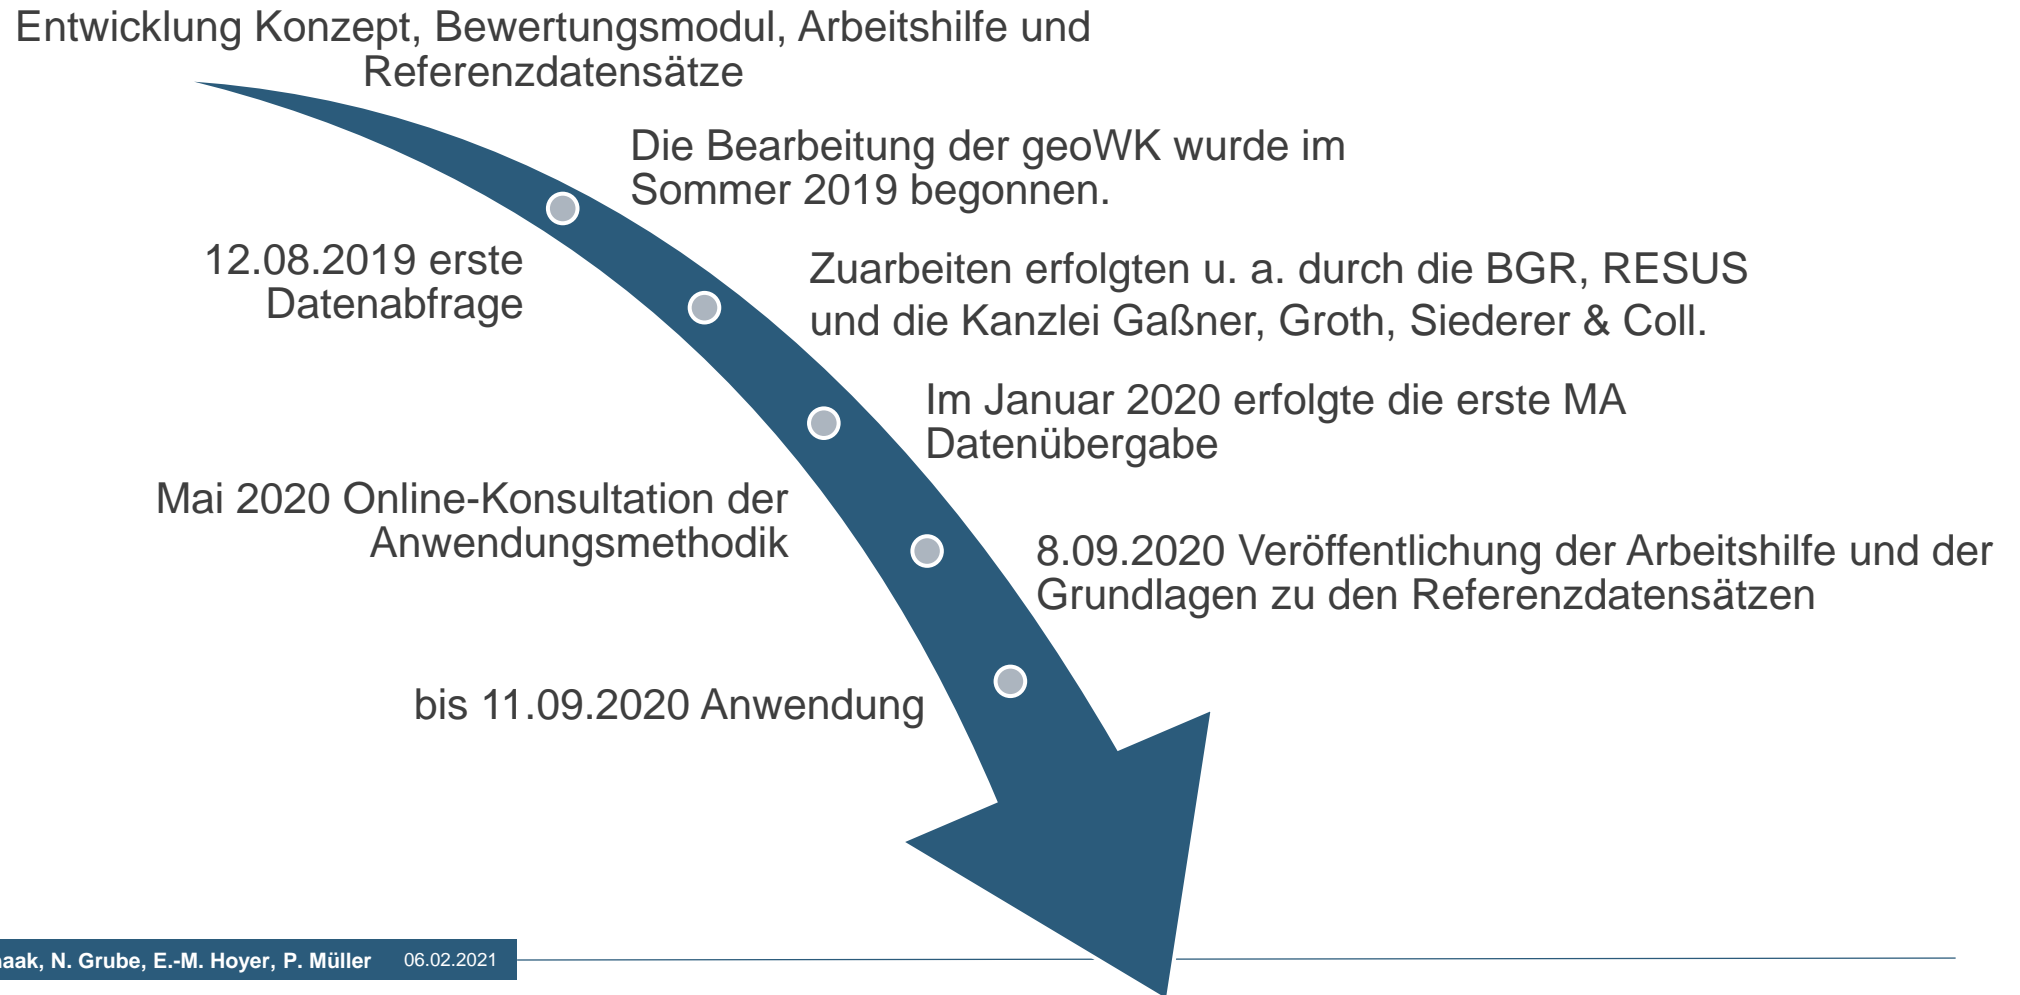 Entwicklung Konzept, Bewertungsmodul, Arbeitshilfe und
Referenzdatensätze
Die Bearbeitung der geoWK wurde im
Sommer 2019 begonnen.
12.08.2019 erste
Datenabfrage
Zuarbeiten erfolgten u. a. durch die BGR, RESUS
und die Kanzlei Gaßner, Groth, Siederer & Coll.
Im Januar 2020 erfolgte die erste MA
Datenübergabe
Mai 2020 Online-Konsultation der
Anwendungsmethodik
8.09.2020 Veröffentlichung der Arbeitshilfe und der
Grundlagen zu den Referenzdatensätzen
bis 11.09.2020 Anwendung
N. Grube, E.-M. Hoyer, P. Müller 06.02.2021